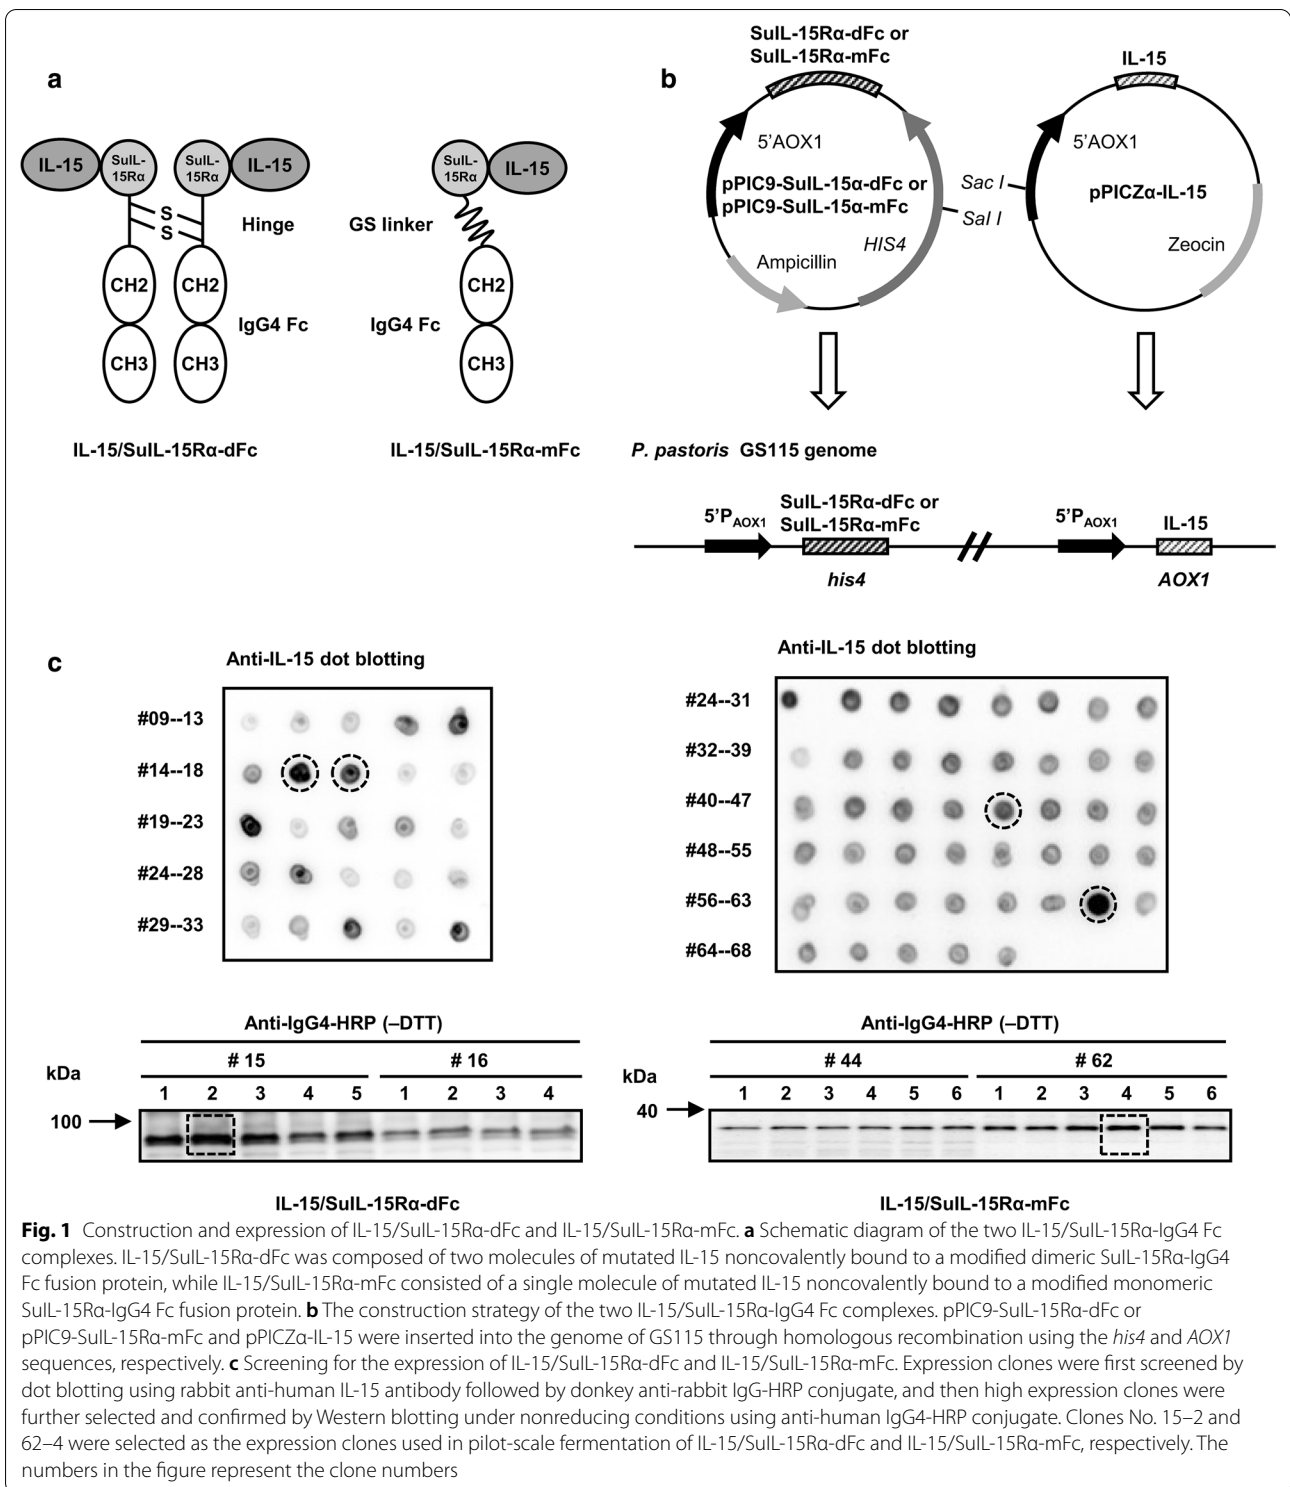 a
IL-15
SuIL-
15Rα
SuIL-
15Rα
IL-15
S
S
Hinge
CH2
CH2
IgG4 Fc
CH3
CH3
IL-15/SuIL-15Rα-dFc
SuIL-
15Rα
IL-15
GS linker
CH2
IgG4 Fc
CH3
IL-15/SuIL-15Rα-mFc
b
SuIL-15Rα-dFc or
SuIL-15Rα-mFc
5’AOX1
pPIC9-SuIL-15α-dFc or
pPIC9-SuIL-15α-mFc
Sal I
HIS4
Ampicillin
IL-15
5’AOX1
Sac I
pPICZα-IL-15
Zeocin
P. pastoris GS115 genome
5’PAOX1
SuIL-15Rα-dFc or
SuIL-15Rα-mFc
his4
5’PAOX1
IL-15
AOX1
c
Anti-IL-15 dot blotting
#09--13
#14--18
#19--23
#24--28
#29--33
Anti-IL-15 dot blotting
#24--31
#32--39
#40--47
#48--55
#56--63
#64--68
Anti-IgG4-HRP (–DTT)
# 15 # 16
kDa
1 2 3 4 5 1 2 3 4
100
IL-15/SuIL-15Rα-dFc
Anti-IgG4-HRP (–DTT)
# 44 # 62
kDa
1 2 3 4 5 6 1 2 3 4 5 6
40
IL-15/SuIL-15Rα-mFc
Fig. 1 Construction and expression of IL-15/SuIL-15Rα-dFc and IL-15/SuIL-15Rα-mFc. a Schematic diagram of the two IL-15/SuIL-15Rα-IgG4 Fc
complexes. IL-15/SuIL-15Rα-dFc was composed of two molecules of mutated IL-15 noncovalently bound to a modified dimeric SuIL-15Rα-IgG4
Fc fusion protein, while IL-15/SuIL-15Rα-mFc consisted of a single molecule of mutated IL-15 noncovalently bound to a modified monomeric
SuIL-15Rα-IgG4 Fc fusion protein. b The construction strategy of the two IL-15/SuIL-15Rα-IgG4 Fc complexes. pPIC9-SuIL-15Rα-dFc or
pPIC9-SuIL-15Rα-mFc and pPICZα-IL-15 were inserted into the genome of GS115 through homologous recombination using the his4 and AOX1
sequences, respectively. c Screening for the expression of IL-15/SuIL-15Rα-dFc and IL-15/SuIL-15Rα-mFc. Expression clones were first screened by
dot blotting using rabbit anti-human IL-15 antibody followed by donkey anti-rabbit IgG-HRP conjugate, and then high expression clones were
further selected and confirmed by Western blotting under nonreducing conditions using anti-human IgG4-HRP conjugate. Clones No. 15–2 and
62–4 were selected as the expression clones used in pilot-scale fermentation of IL-15/SuIL-15Rα-dFc and IL-15/SuIL-15Rα-mFc, respectively. The
numbers in the figure represent the clone numbers